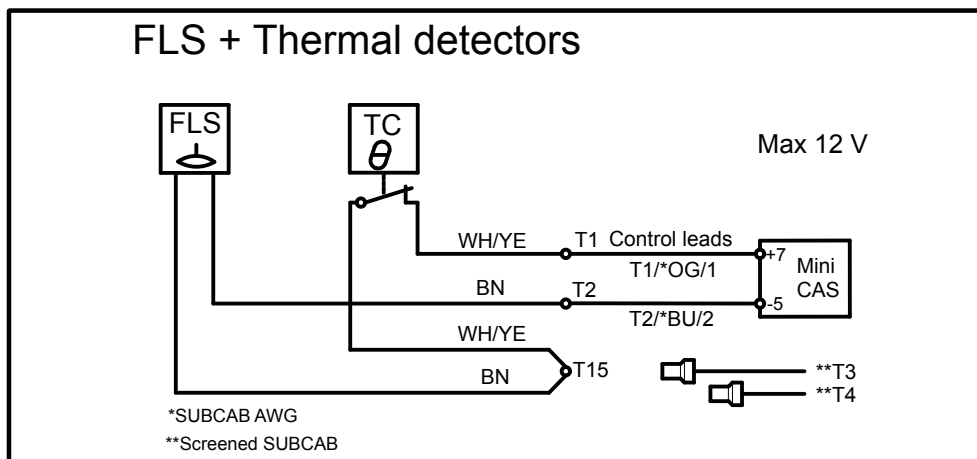 FLS + Thermal detectors
FLS
TC
Max 12 V
WH/YE
T1
Control leads
T1/*OG/1
+7
Mini
CAS
BN
T2
T2/*BU/2
-5
WH/YE
BN
T15
**T3
**T4
*SUBCAB AWG
**Screened SUBCAB